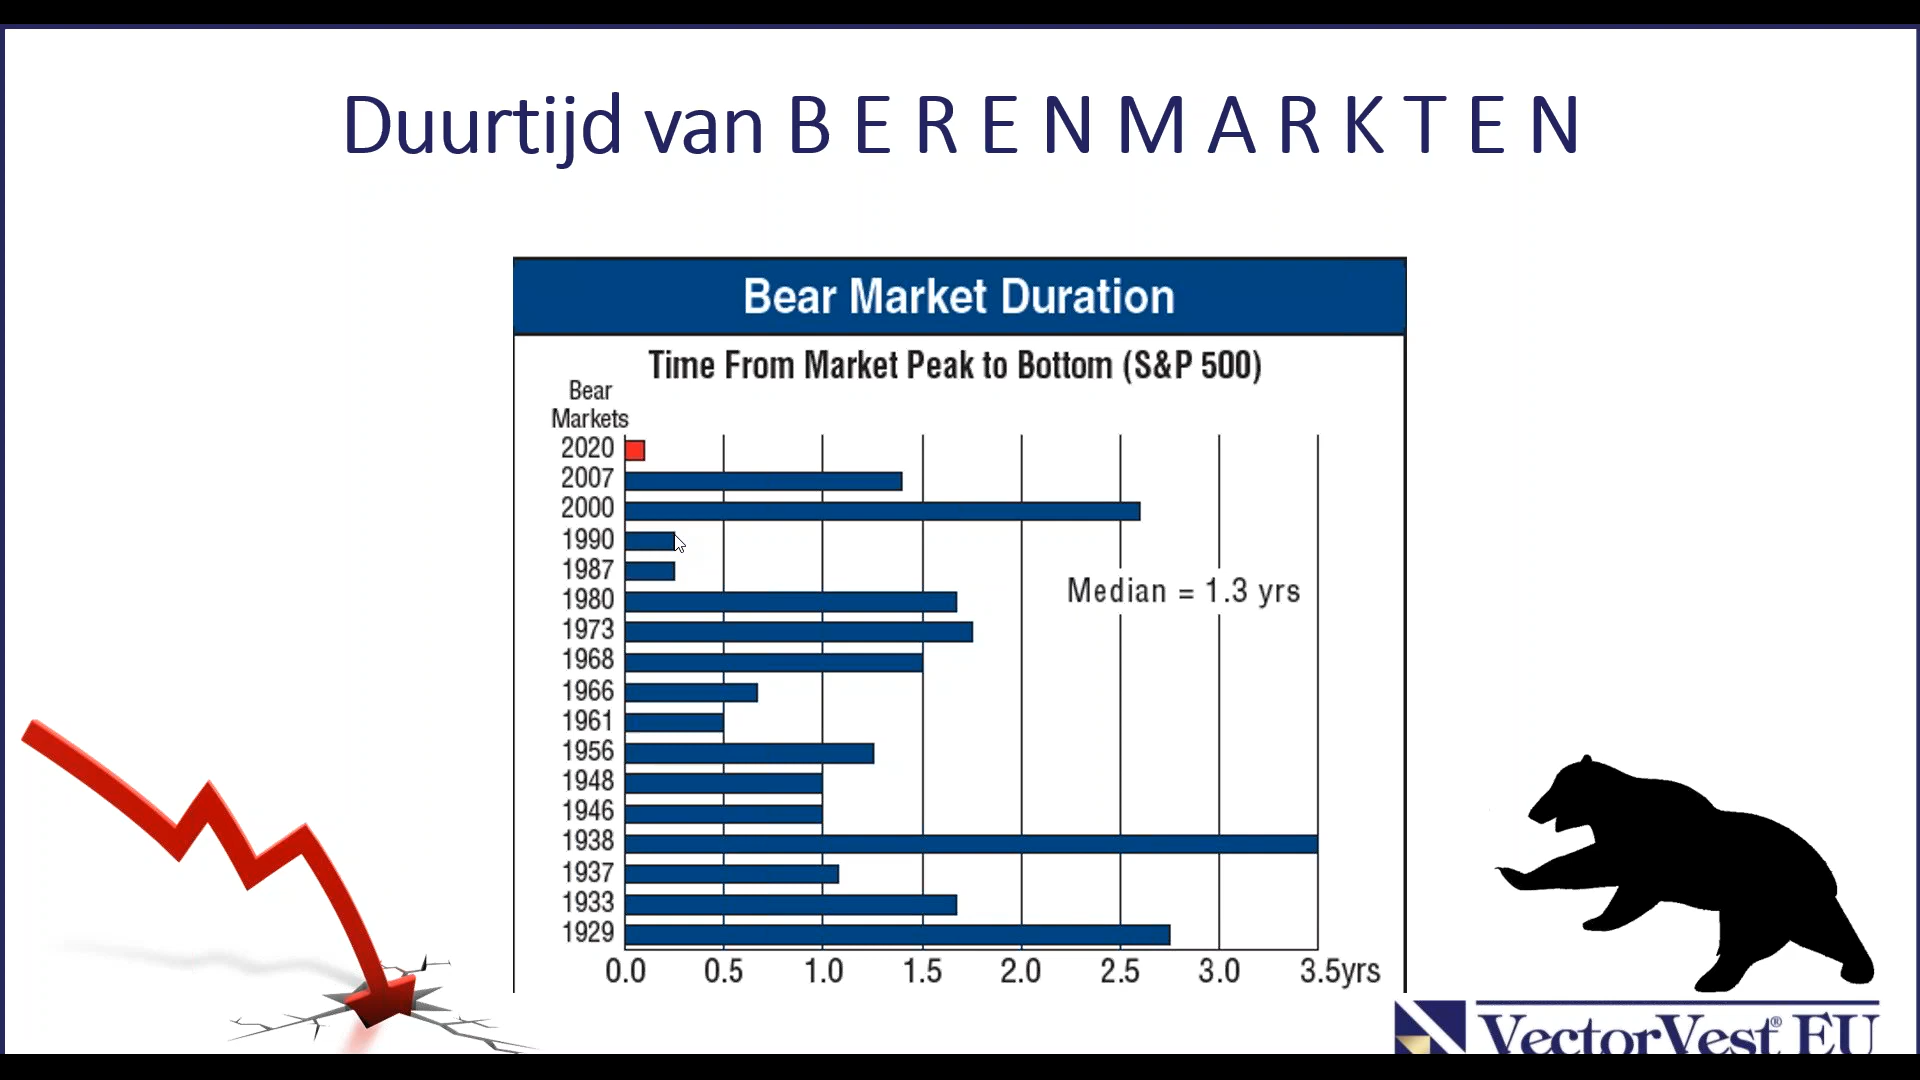 Duurtijd van B E R E N M A R K T E N
Bear Market Duration
Time From Market Peak to Bottom (S&P 500)
Bear
Markets
2020
2007
2000
1990
1987
1980
1973
1968
1966
1961
1956
1948
1946
1938
1937
1933
1929
Median = 1.3 yrs
0.0 0.5 1.0 1.5 2.0 2.5 3.0 3.5yrs
VectorVest® EU